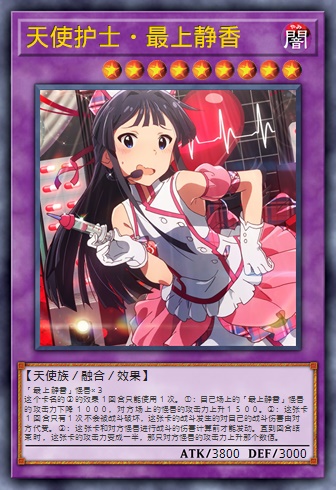 天使护士·最上静香
闇
【天使族/融合/效果】
「最上静香」怪兽*3
这个卡名的②的效果1回合只能使用1次。①：自己场上的「最上静香」怪兽
的攻击力下降1000，对方场上的怪兽的攻击力上升1500。①：这张卡
1回合只有1次不会被战斗破坏，这张卡的战斗发生的对自己的战斗伤害由对
方代受。②：这张卡和对方怪兽进行战斗的伤害计算前才能发动。直到回合结
束时，这张卡的攻击力变成一半，那只对方怪兽的攻击力上升那个数值。
ATK/3800 DEF/3000